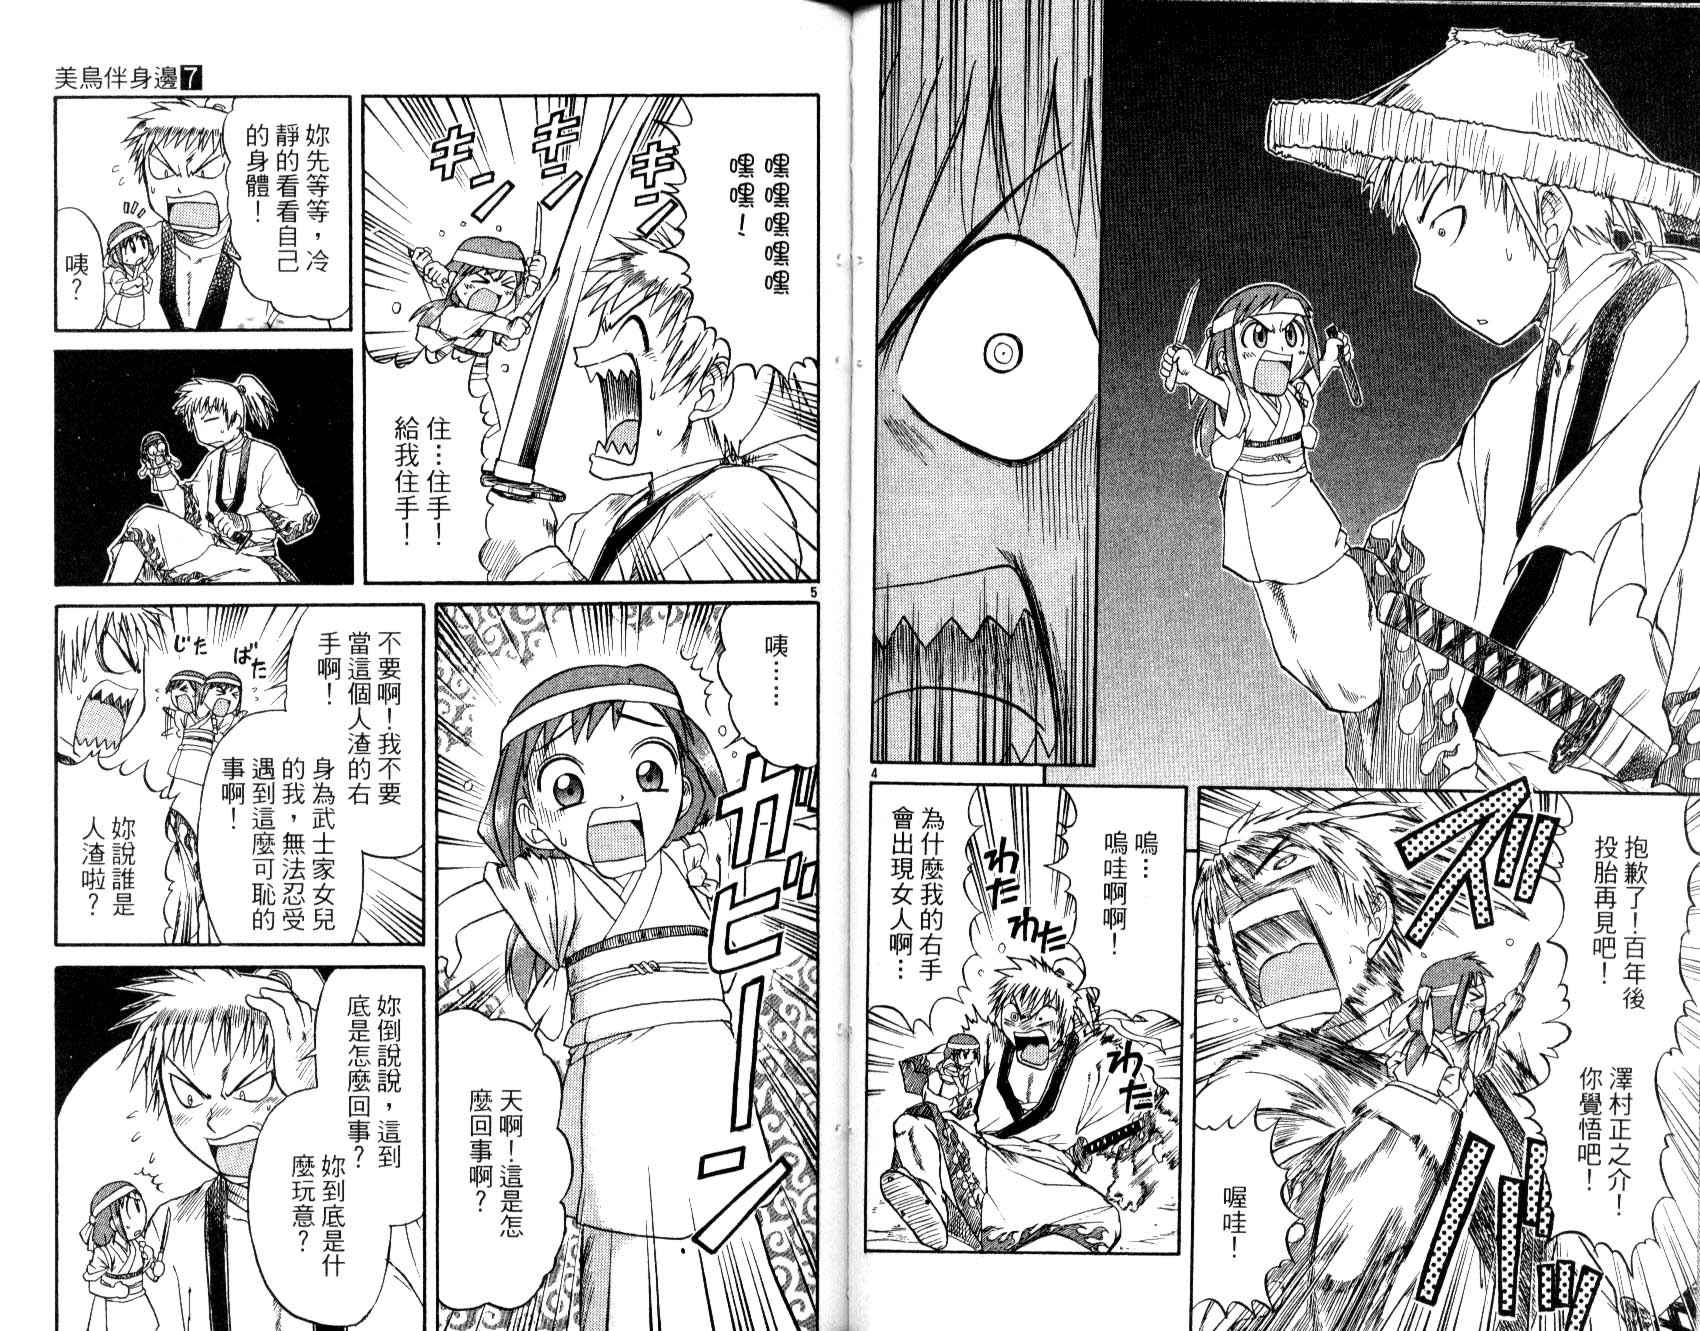 抱歉了！百年後
投胎再見吧！
澤村正之介！
你覺悟吧！
ズギ
喔哇！
嗚…
嗚哇啊啊！
わた
わた
わた
為什麼我的右手
會出現女人啊…
4
美鳥伴身邊7
嘿嘿嘿嘿嘿
嘿嘿！
キン
キン
キン
住…住手！
給我住手！
妳先等等，冷
靜的看看自己
的身體！
咦？
5
咦……
ガビーン
天啊！這是怎
麼回事啊？
不要啊！我不要
當這個人渣的右
手啊！
身為武士家女兒
的我，無法忍受
遇到這麼可恥的
事啊！
じた
ばた
妳說誰是
人渣啦？
妳倒說說，這到
底是怎麼回事？
妳到底是什
麼玩意？